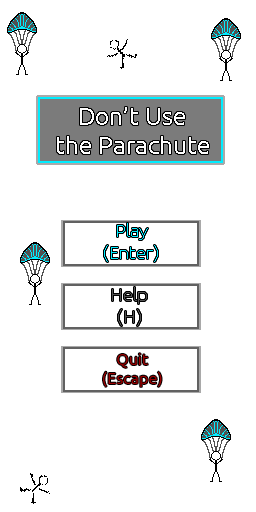 Don't Use
the Parachute
Play
(Enter)
Help
(H)
Quit
(Escape)